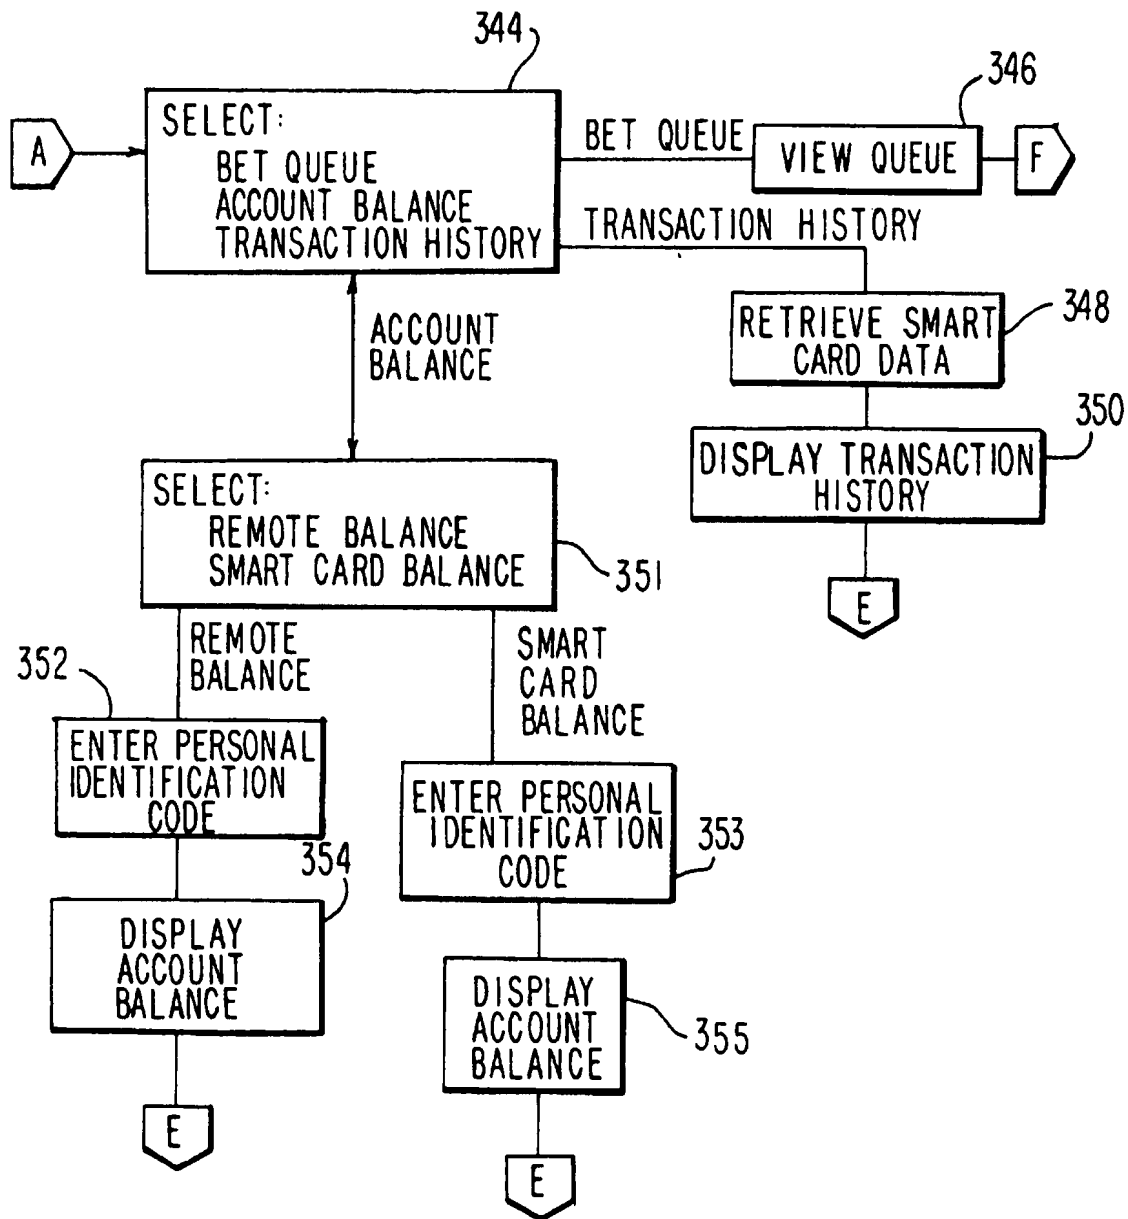 344
346
A
SELECT:
BET QUEUE
ACCOUNT BALANCE
TRANSACTION HISTORY
BET QUEUE
VIEW QUEUE
F
TRANSACTION HISTORY
348
RETRIEVE SMART
CARD DATA
350
DISPLAY TRANSACTION
HISTORY
E
ACCOUNT
BALANCE
SELECT:
REMOTE BALANCE
SMART CARD BALANCE
351
REMOTE
BALANCE
352
ENTER PERSONAL
IDENTIFICATION
CODE
354
DISPLAY
ACCOUNT
BALANCE
E
SMART
CARD
BALANCE
ENTER PERSONAL
IDENTIFICATION
CODE
353
DISPLAY
ACCOUNT
BALANCE
355
E